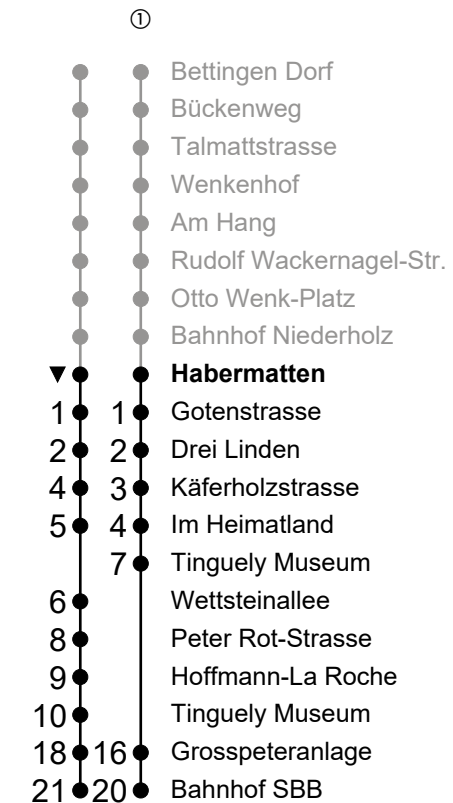 ①
Bettingen Dorf
Bückenweg
Talmattstrasse
Wenkenhof
Am Hang
Rudolf Wackernagel-Str.
Otto Wenk-Platz
Bahnhof Niederholz
▼ Habermatten
1 1 Gotenstrasse
2 2 Drei Linden
4 3 Käferholzstrasse
5 4 Im Heimatland
7 Tinguely Museum
6 Wettsteinallee
8 Peter Rot-Strasse
9 Hoffmann-La Roche
10 Tinguely Museum
18 16 Grosspeteranlage
21 20 Bahnhof SBB